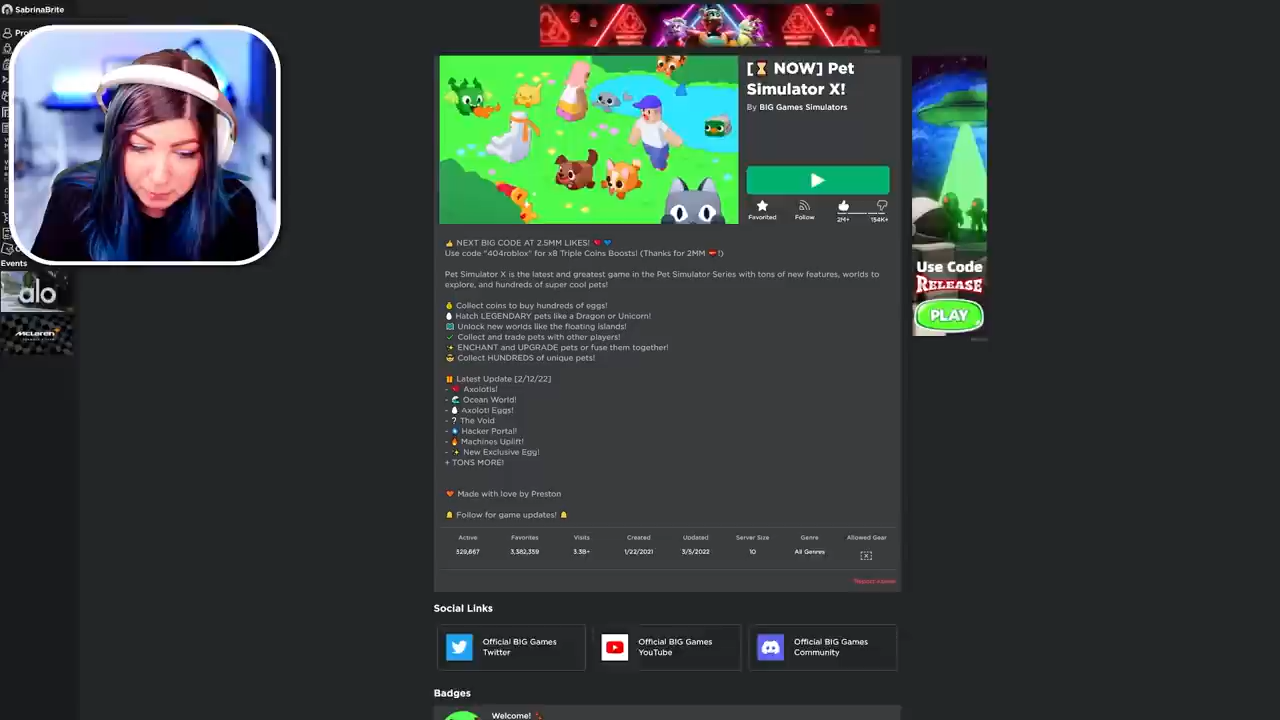 SabrinaBrite
Events
alo
McLaren
[⏳ NOW] Pet
Simulator X!
By BIG Games Simulators
Favorited
Follow
2M+
154K+
👍 NEXT BIG CODE AT 2.5MM LIKES! ❤️💙
Use code "404roblox" for x8 Triple Coins Boosts! (Thanks for 2MM !)
Pet Simulator X is the latest and greatest game in the Pet Simulator Series with tons of new features, worlds to
explore, and hundreds of super cool pets!
💰 Collect coins to buy hundreds of eggs!
🥚 Hatch LEGENDARY pets like a Dragon or Unicorn!
🗺️ Unlock new worlds like the floating islands!
✅ Collect and trade pets with other players!
✨ ENCHANT and UPGRADE pets or fuse them together!
😎 Collect HUNDREDS of unique pets!
🎁 Latest Update [2/12/22]
- Axolotls!
- 🌊 Ocean World!
- 🥚 Axolotl Eggs!
- ❓ The Void
- Hacker Portal!
- 🔥 Machines Uplift!
- ✨ New Exclusive Egg!
+ TONS MORE!
🧡 Made with love by Preston
🔔 Follow for game updates! 🔔
Active Favorites Visits Created Updated Server Size Genre Allowed Gear
329,667 3,382,359 3.3B+ 1/22/2021 3/5/2022 10 All Genres
Report Abuse
Use Code
RELEASE
PLAY
Social Links
Official BIG Games
Twitter
Official BIG Games
YouTube
Official BIG Games
Community
Badges
Welcome!